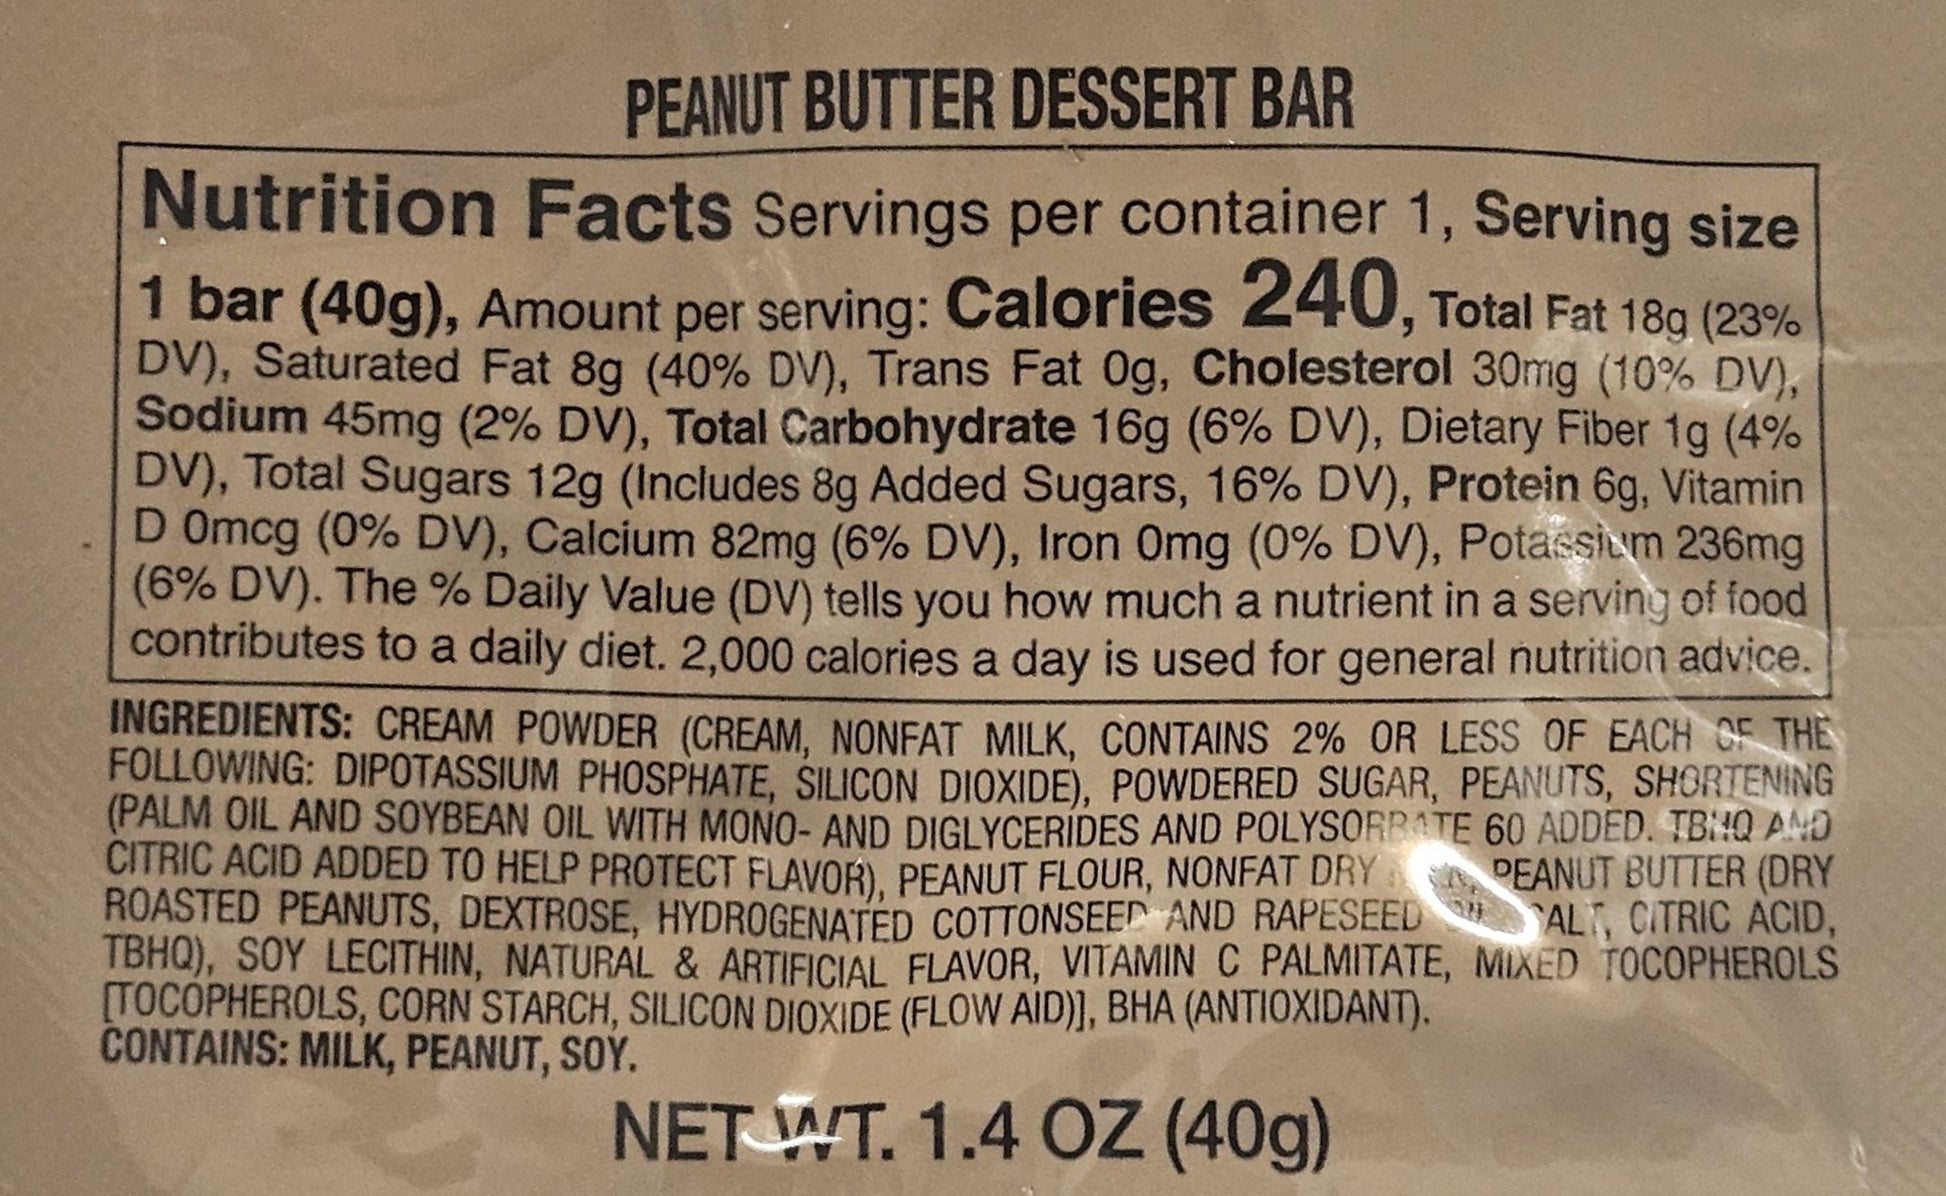 PEANUT BUTTER DESSERT BAR
Nutrition Facts Servings per container 1, Serving size
1 bar (40g), Amount per serving: Calories 240, Total Fat 18g (23%
DV), Saturated Fat 8g (40% DV), Trans Fat 0g, Cholesterol 30mg (10% DV),
Sodium 45mg (2% DV), Total Carbohydrate 16g (6% DV), Dietary Fiber 1g (4%
DV), Total Sugars 12g (Includes 8g Added Sugars, 16% DV), Protein 6g, Vitamin
D 0mcg (0% DV), Calcium 82mg (6% DV), Iron 0mg (0% DV), Potassium 236mg
(6% DV). The % Daily Value (DV) tells you how much a nutrient in a serving of food
contributes to a daily diet. 2,000 calories a day is used for general nutrition advice.
INGREDIENTS: CREAM POWDER (CREAM, NONFAT MILK, CONTAINS 2% OR LESS OF EACH OF THE
FOLLOWING: DIPOTASSIUM PHOSPHATE, SILICON DIOXIDE), POWDERED SUGAR, PEANUTS, SHORTENING
(PALM OIL AND SOYBEAN OIL WITH MONO- AND DIGLYCERIDES AND POLYSORBATE 60 ADDED. TBHQ AND
CITRIC ACID ADDED TO HELP PROTECT FLAVOR), PEANUT FLOUR, NONFAT DRY PEANUT BUTTER (DRY
ROASTED PEANUTS, DEXTROSE, HYDROGENATED COTTONSEED AND RAPESEED SALT, CITRIC ACID,
TBHQ), SOY LECITHIN, NATURAL & ARTIFICIAL FLAVOR, VITAMIN C PALMITATE, MIXED TOCOPHEROLS
[TOCOPHEROLS, CORN STARCH, SILICON DIOXIDE (FLOW AID)], BHA (ANTIOXIDANT).
CONTAINS: MILK, PEANUT, SOY.
NET WT. 1.4 OZ (40g)